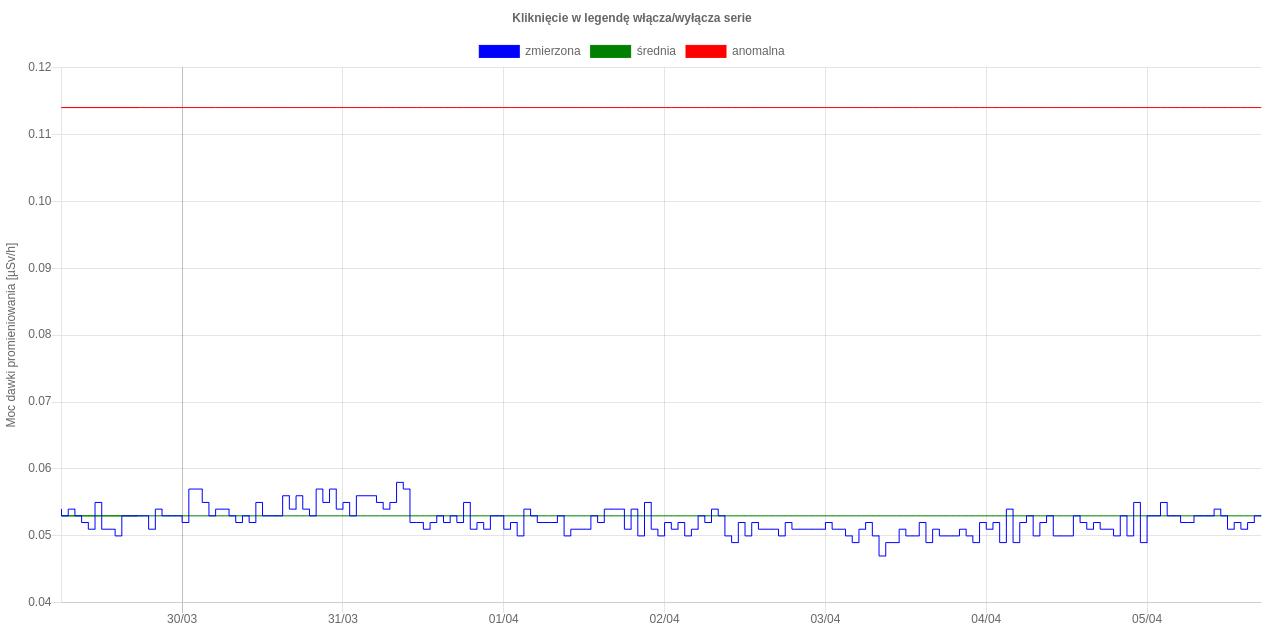 Kliknięcie w legendę włącza/wyłącza serie
zmierzona średnia anomalna
Moc dawki promieniowania [µSv/h]
0.12
0.11
0.10
0.09
0.08
0.07
0.06
0.05
0.04
30/03 31/03 01/04 02/04 03/04 04/04 05/04